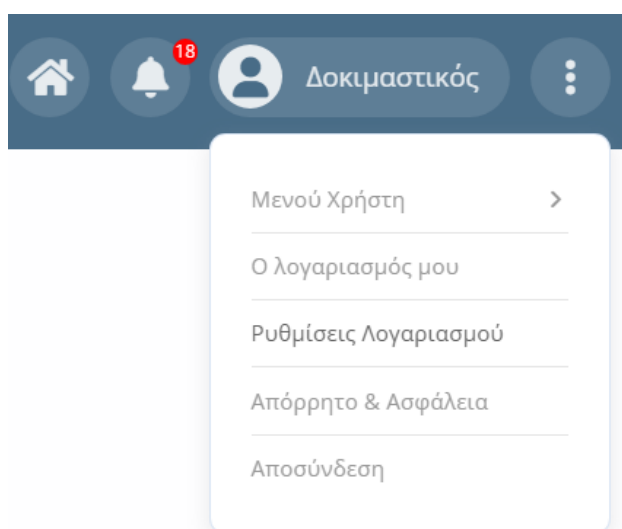 18
Δοκιμαστικός
Μενού Χρήστη
Ο λογαριασμός μου
Ρυθμίσεις Λογαριασμού
Απόρρητο & Ασφάλεια
Αποσύνδεση